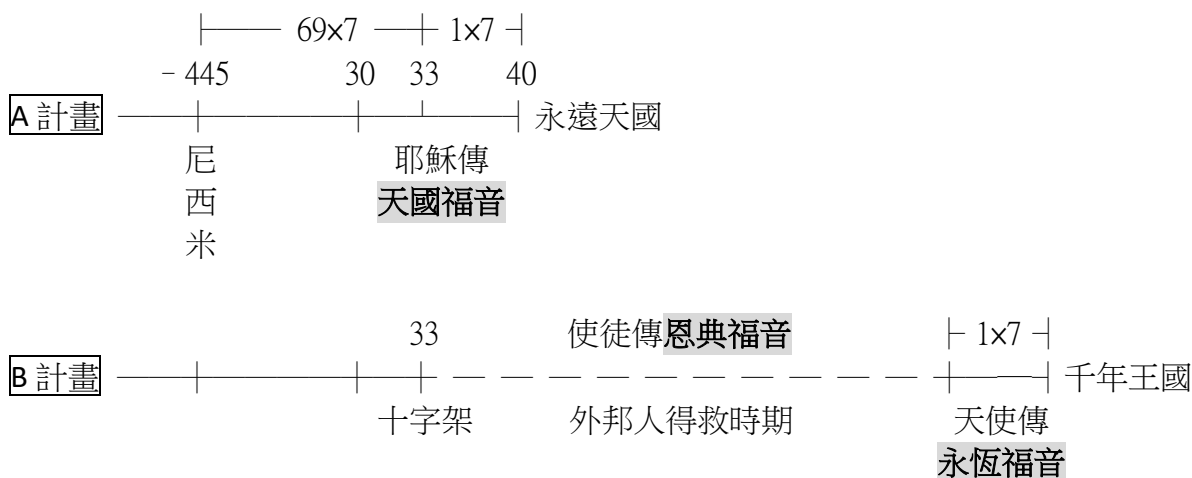 69×7 1×7
- 445 30 33 40
A 計畫 永遠天國
尼西米 耶穌傳
天國福音
33 使徒傳恩典福音 1×7
B 計畫 千年王國
十字架 外邦人得救時期 天使傳
永恆福音